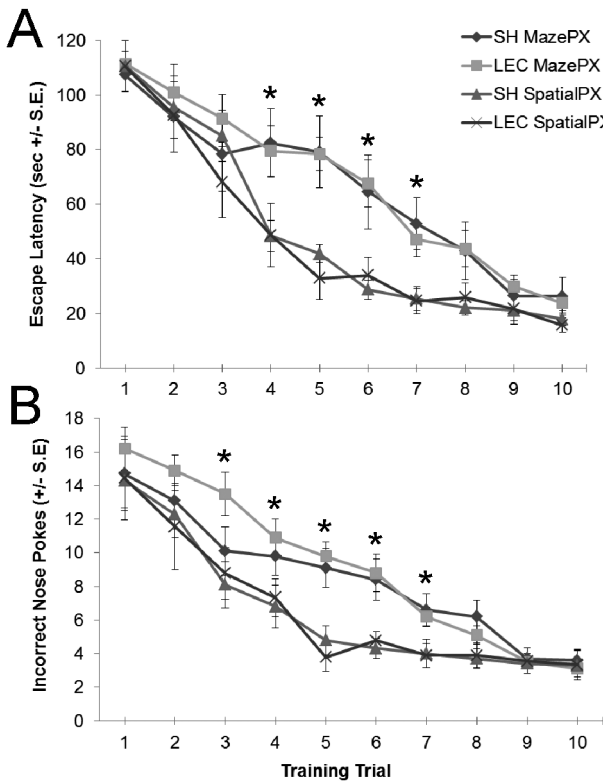 A
SH MazePX
LEC MazePX
SH SpatialPX
LEC SpatialPX
Escape Latency (sec +/- S.E.)
120
100
80
60
40
20
0
* * * *
1 2 3 4 5 6 7 8 9 10
B
Incorrect Nose Pokes (+/- S.E)
18
16
14
12
10
8
6
4
2
0
* * * * *
1 2 3 4 5 6 7 8 9 10
Training Trial